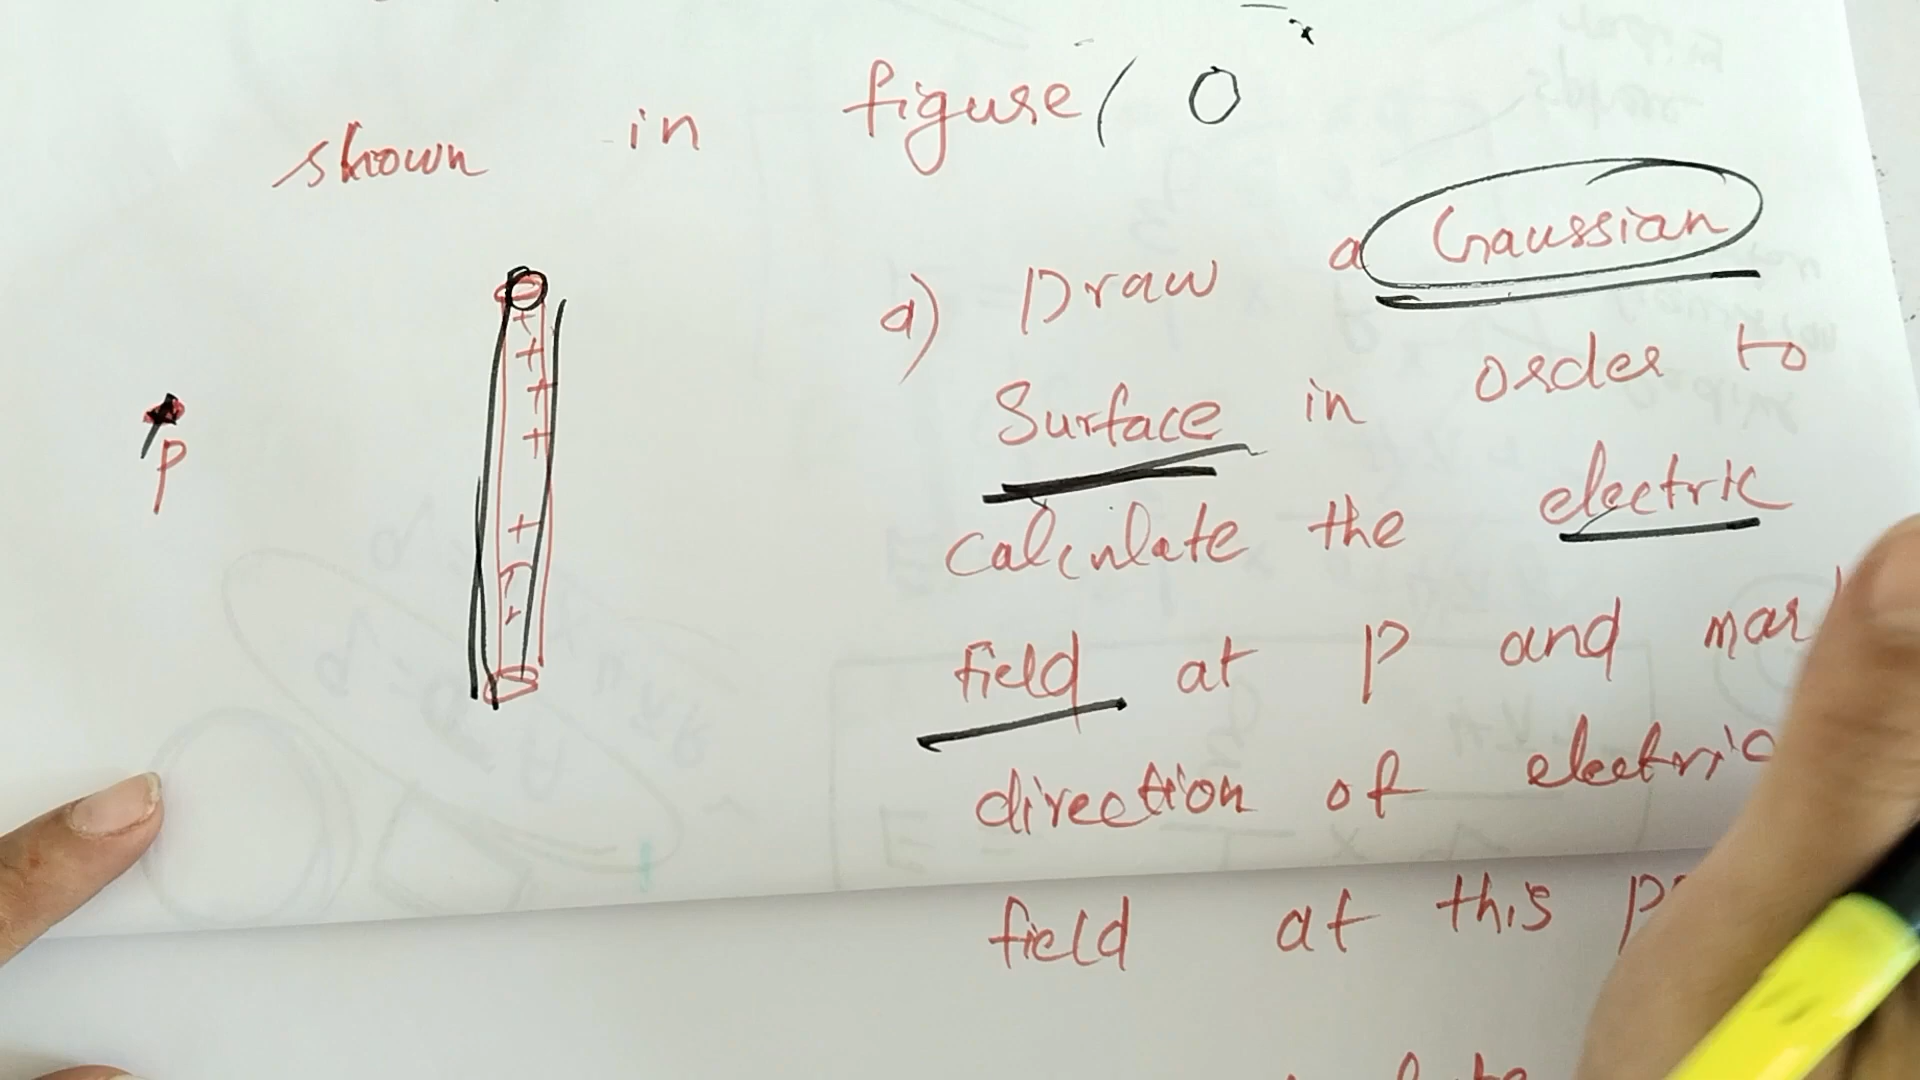 shown in figure ( 0
a) Draw a Gaussian
Surface in order to
P
calculate the electric
field at P and
direction of electric
field at this